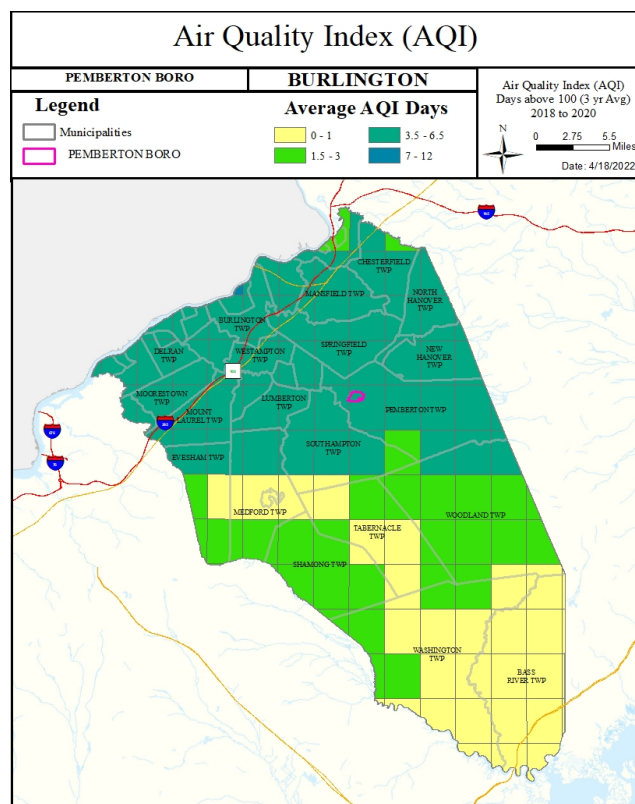 Air Quality Index (AQI)
PEMBERTON BORO
BURLINGTON
Legend
Municipalities
PEMBERTON BORO
Average AQI Days
0 - 1
3.5 - 6.5
1.5 - 3
7 - 12
Air Quality Index (AQI)
Days above 100 (3 yr Avg)
2018 to 2020
N
0 2.75 5.5
Miles
Date: 4/18/2022
CHESTERFIELD
TWP
MANSFIELD TWP
NORTH
HANOVER
TWP
BURLINGTON
TWP
SPRINGFIELD
TWP
DELRAN
TWP
WESTAMPTON
TWP
NEW
HANOVER
TWP
MOORESTOWN
TWP
LUMBERTON
TWP
MOUNT
LAUREL TWP
PEMBERTON TWP
SOUTHAMPTON
TWP
EVESHAM TWP
MEDFORD TWP
WOODLAND TWP
TABERNACLE
TWP
SHAMONG TWP
WASHINGTON
TWP
BASS
RIVER TWP